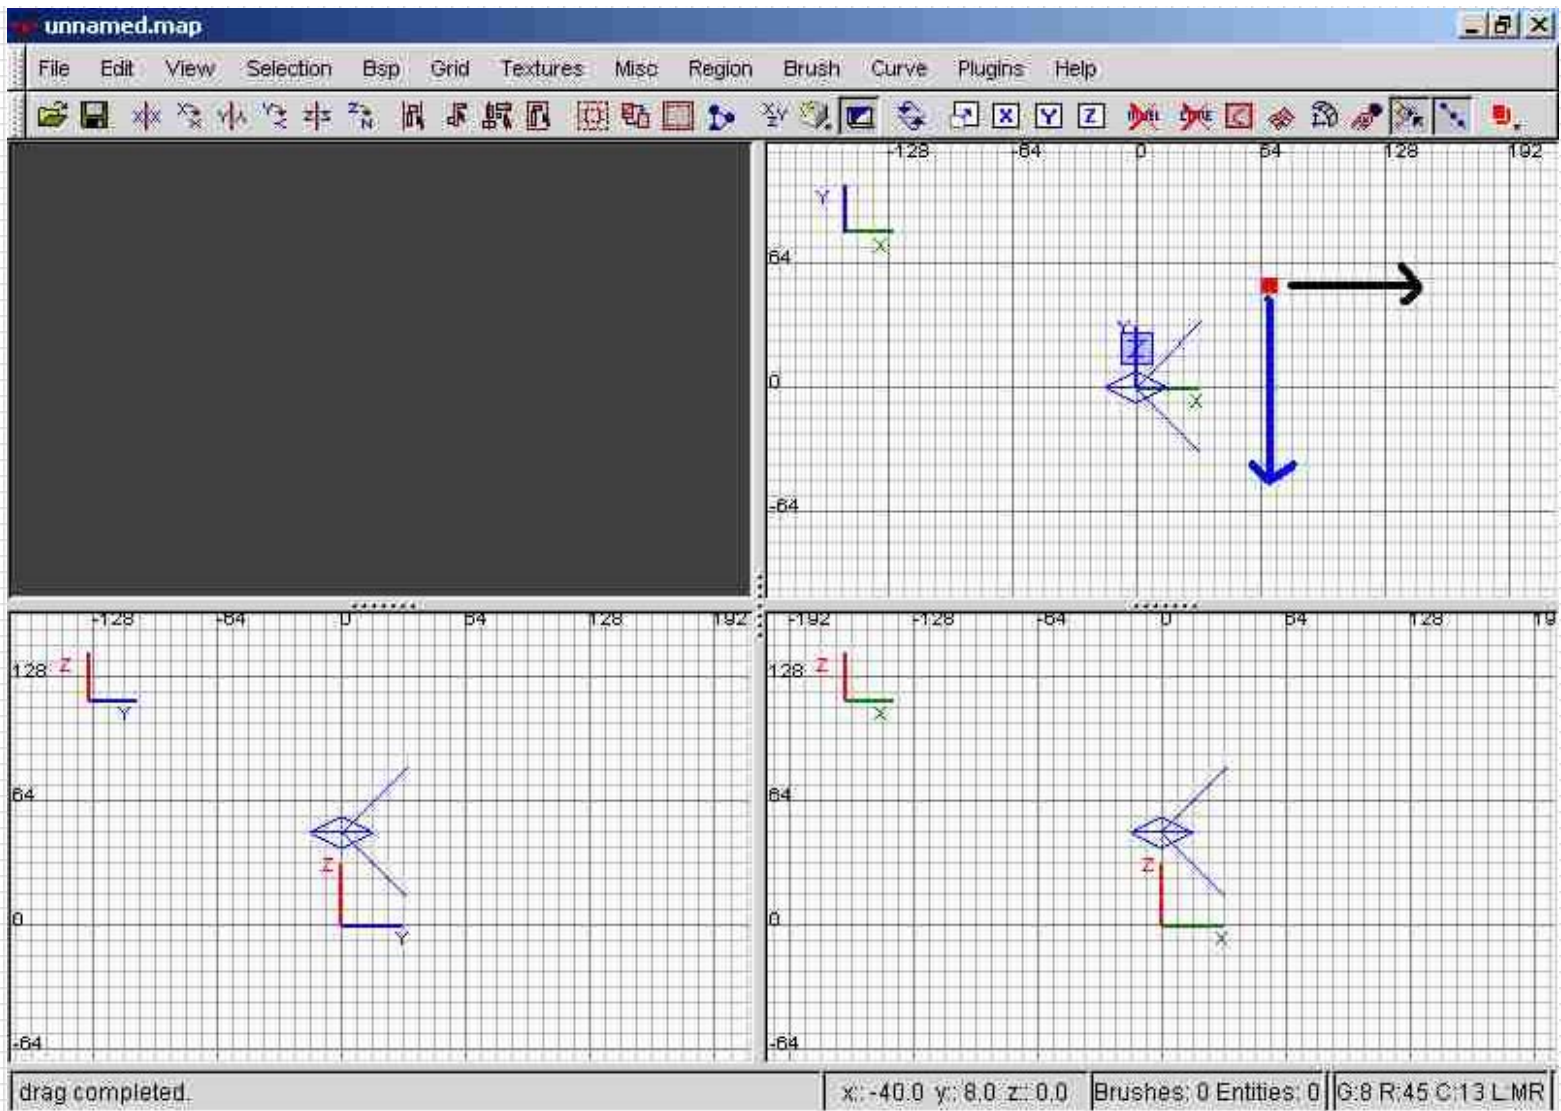 unnamed.map
File Edit View Selection Bsp Grid Textures Misc Region Brush Curve Plugins Help
-128 -64 0 64 128 192
Y
X
64
Y
Z
0
X
-64
-128 -64 0 64 128 192
128 Z
Y
64
Z
0
Y
-64
-192 -128 -64 0 64 128 19
128 Z
X
64
Z
0
X
-64
drag completed.
x:: -40.0 y:: 8.0 z:: 0.0
Brushes: 0 Entities: 0
G:8 R:45 C:13 L:MR